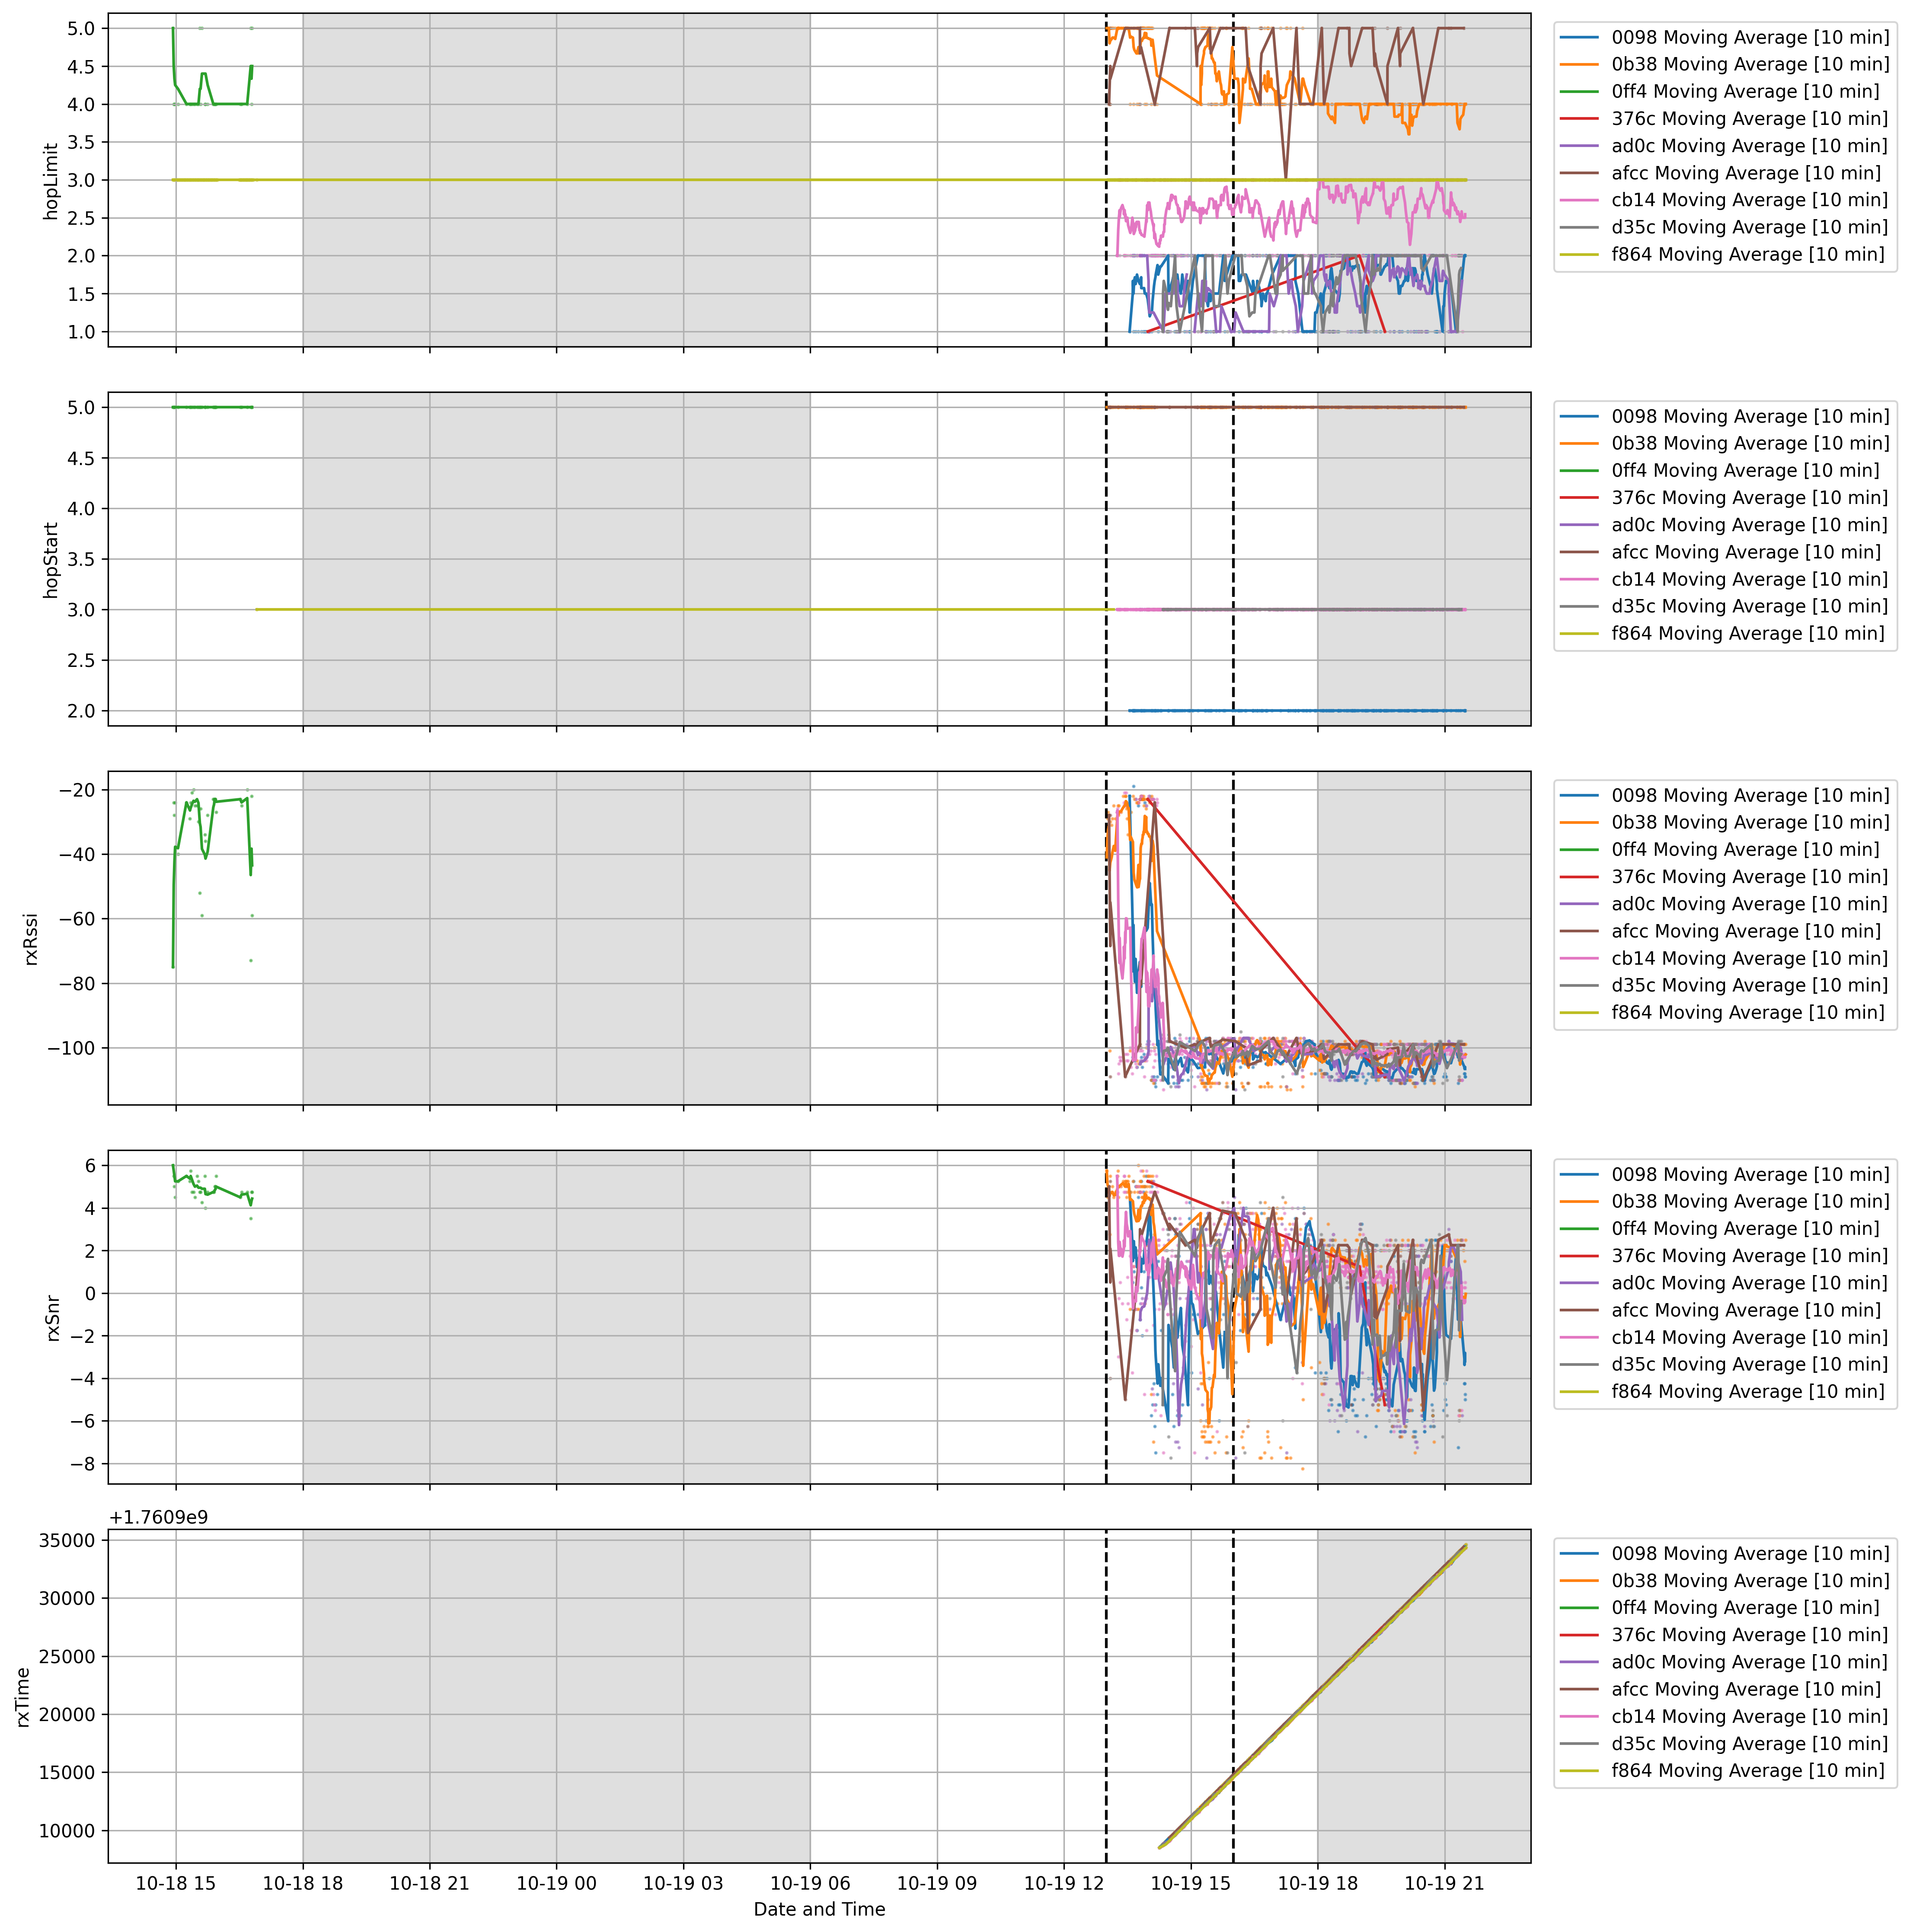 5.0
4.5
4.0
3.5
3.0
2.5
2.0
1.5
1.0
hopLimit
0098 Moving Average [10 min]
0b38 Moving Average [10 min]
0ff4 Moving Average [10 min]
376c Moving Average [10 min]
ad0c Moving Average [10 min]
afcc Moving Average [10 min]
cb14 Moving Average [10 min]
d35c Moving Average [10 min]
f864 Moving Average [10 min]
5.0
4.5
4.0
3.5
3.0
2.5
2.0
hopStart
0098 Moving Average [10 min]
0b38 Moving Average [10 min]
0ff4 Moving Average [10 min]
376c Moving Average [10 min]
ad0c Moving Average [10 min]
afcc Moving Average [10 min]
cb14 Moving Average [10 min]
d35c Moving Average [10 min]
f864 Moving Average [10 min]
−20
−40
−60
−80
−100
rxRssi
0098 Moving Average [10 min]
0b38 Moving Average [10 min]
0ff4 Moving Average [10 min]
376c Moving Average [10 min]
ad0c Moving Average [10 min]
afcc Moving Average [10 min]
cb14 Moving Average [10 min]
d35c Moving Average [10 min]
f864 Moving Average [10 min]
6
4
2
0
−2
−4
−6
−8
rxSnr
0098 Moving Average [10 min]
0b38 Moving Average [10 min]
0ff4 Moving Average [10 min]
376c Moving Average [10 min]
ad0c Moving Average [10 min]
afcc Moving Average [10 min]
cb14 Moving Average [10 min]
d35c Moving Average [10 min]
f864 Moving Average [10 min]
+1.7609e9
35000
30000
25000
20000
15000
10000
rxTime
0098 Moving Average [10 min]
0b38 Moving Average [10 min]
0ff4 Moving Average [10 min]
376c Moving Average [10 min]
ad0c Moving Average [10 min]
afcc Moving Average [10 min]
cb14 Moving Average [10 min]
d35c Moving Average [10 min]
f864 Moving Average [10 min]
10-18 15 10-18 18 10-18 21 10-19 00 10-19 03 10-19 06 10-19 09 10-19 12 10-19 15 10-19 18 10-19 21
Date and Time